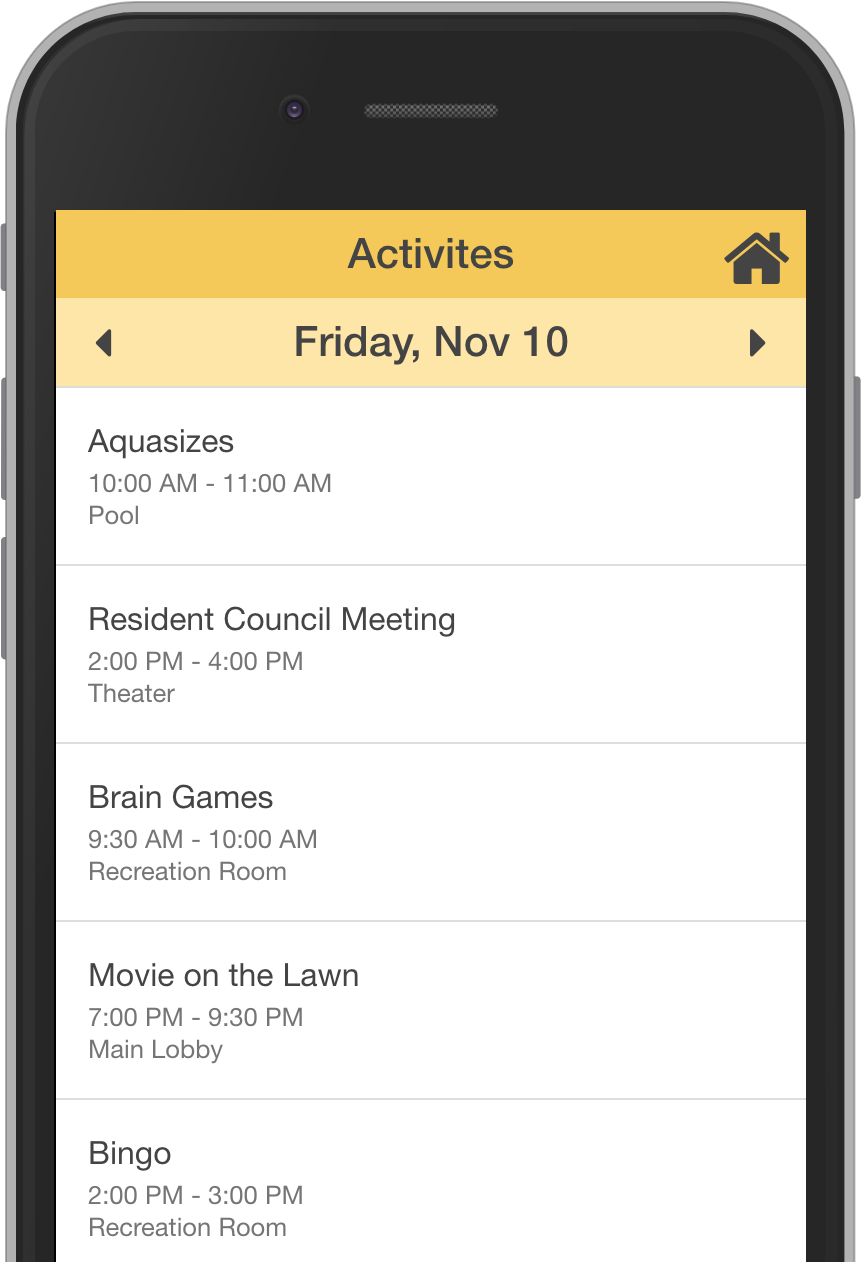 Activites
Friday, Nov 10
Aquasizes
10:00 AM - 11:00 AM
Pool
Resident Council Meeting
2:00 PM - 4:00 PM
Theater
Brain Games
9:30 AM - 10:00 AM
Recreation Room
Movie on the Lawn
7:00 PM - 9:30 PM
Main Lobby
Bingo
2:00 PM - 3:00 PM
Recreation Room